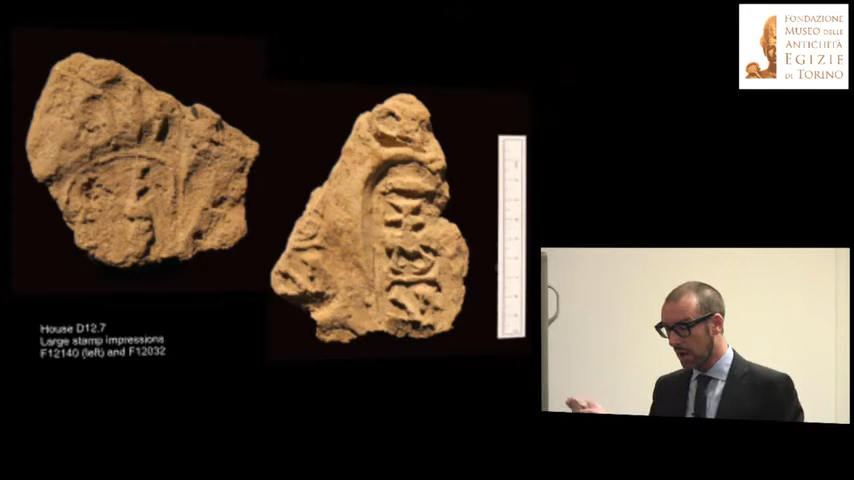 FONDAZIONE
MUSEO DELLE
ANTICHITÀ
EGIZIE
DI TORINO
House D12.7
Large stamp impressions
F12140 (left) and F12032